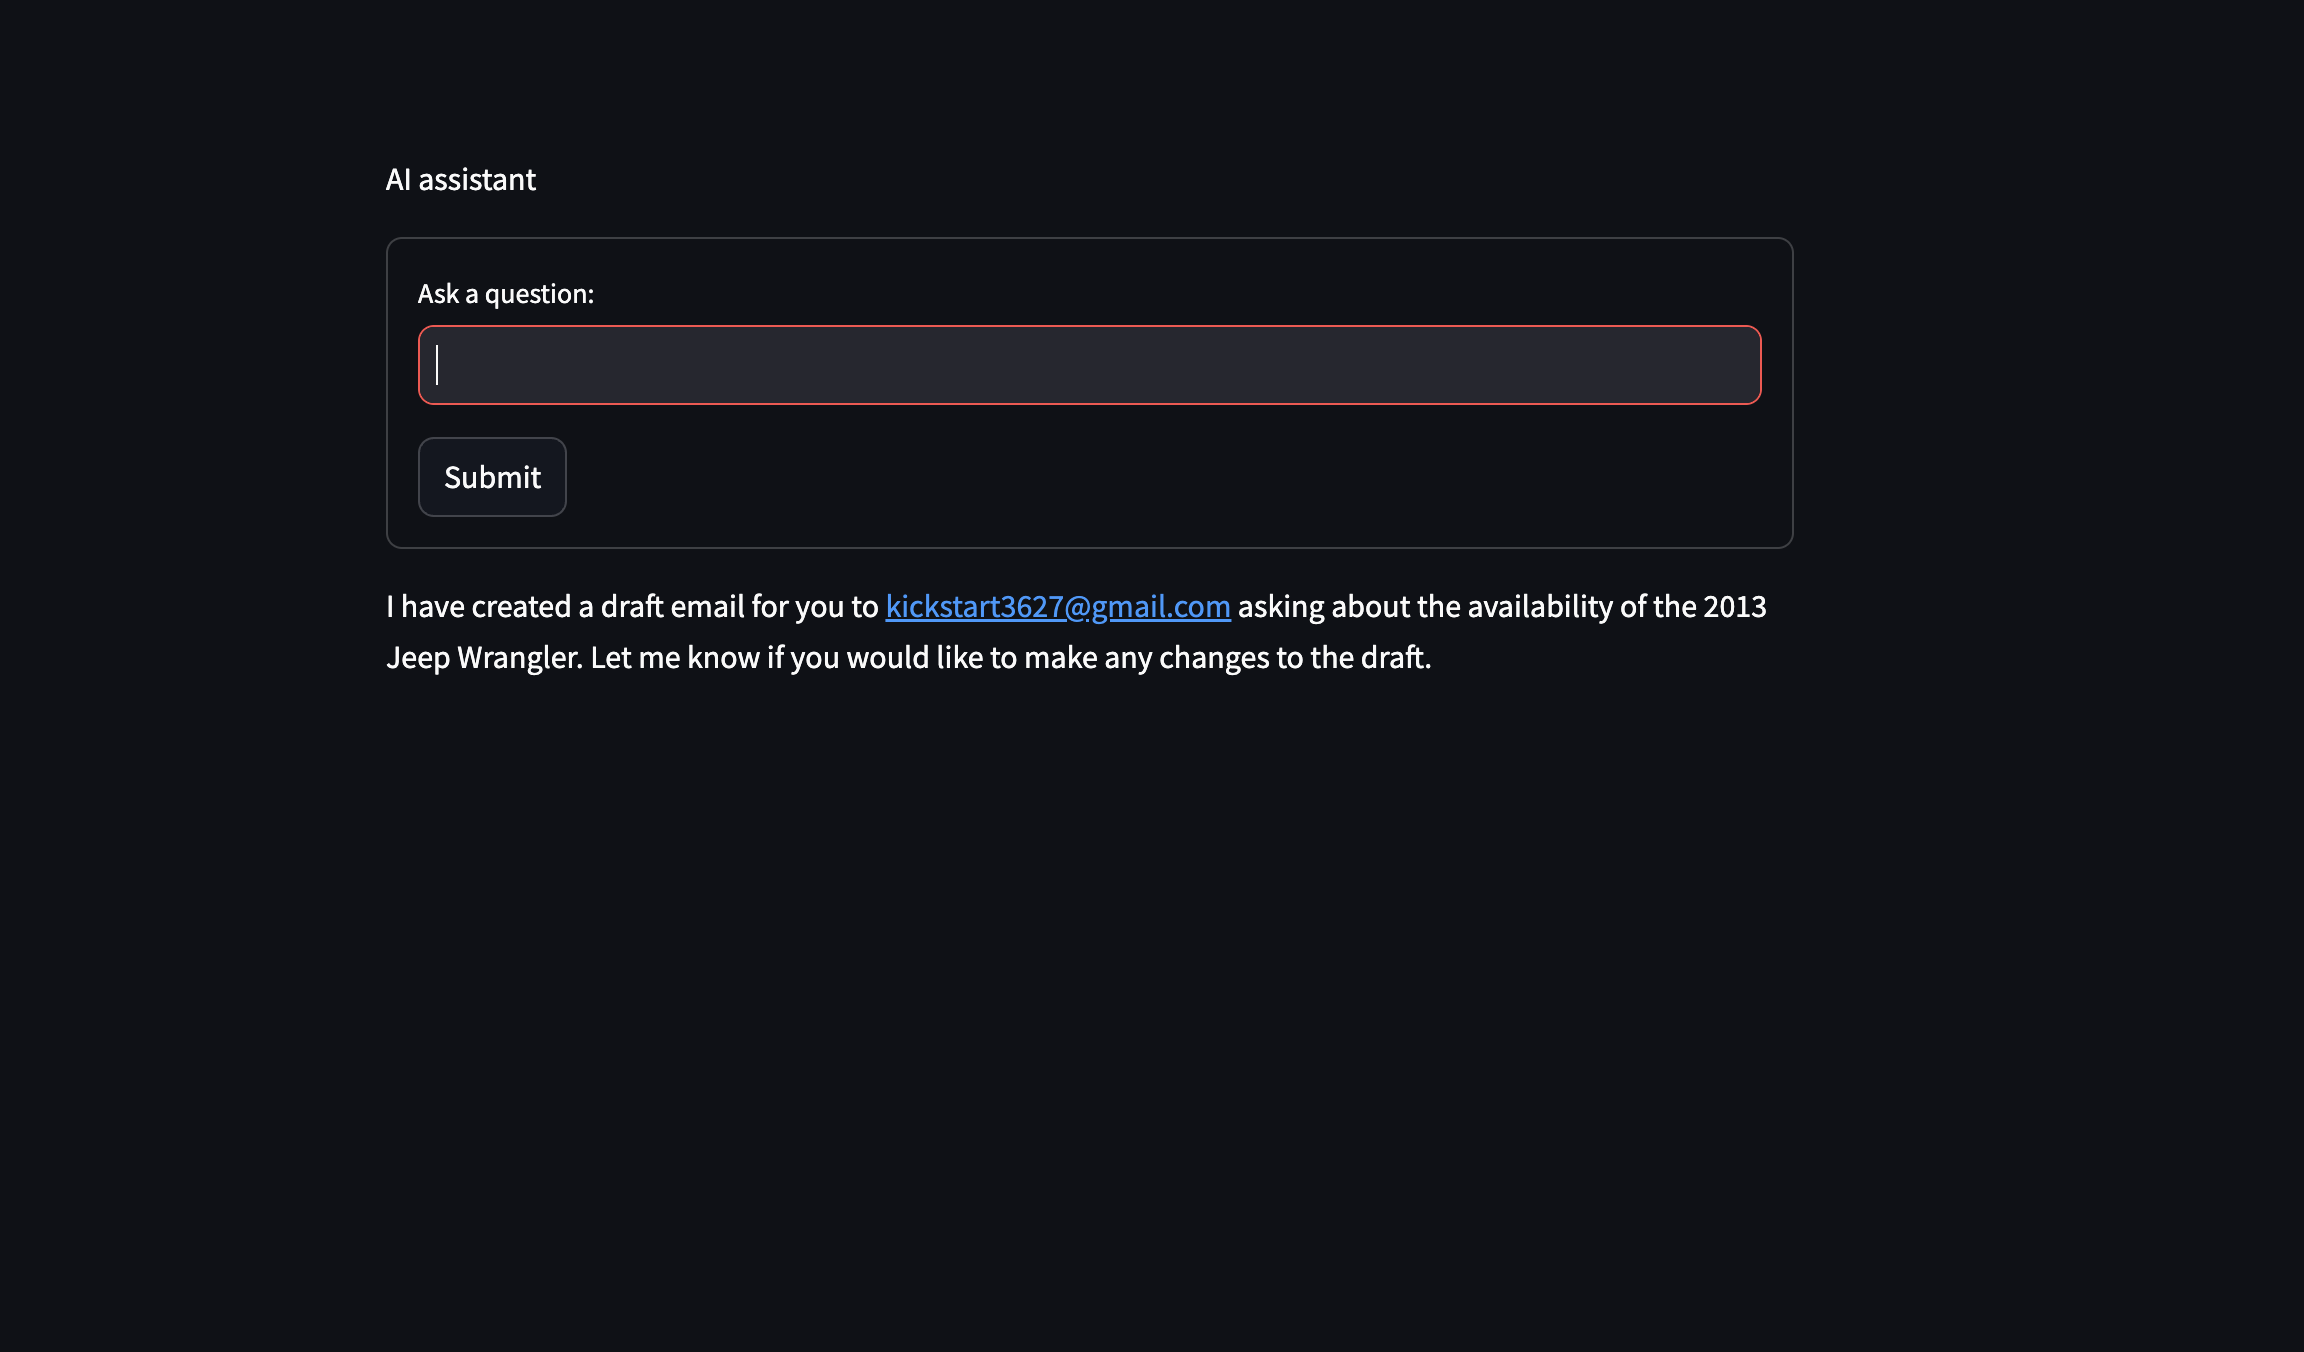 AI assistant
Ask a question:
Submit
I have created a draft email for you to kickstart3627@gmail.com asking about the availability of the 2013
Jeep Wrangler. Let me know if you would like to make any changes to the draft.